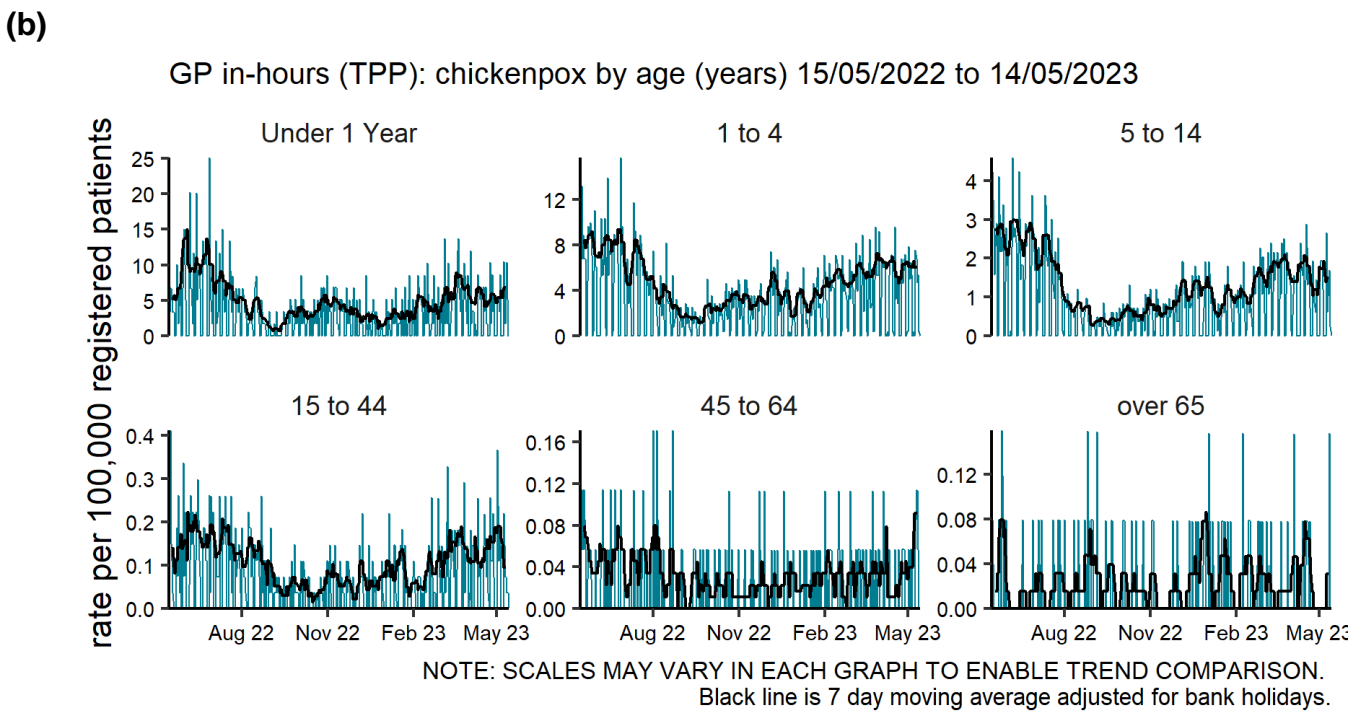 (b)
GP in-hours (TPP): chickenpox by age (years) 15/05/2022 to 14/05/2023
rate per 100,000 registered patients
Under 1 Year
25
20
15
10
5
0
1 to 4
12
8
4
0
5 to 14
4
3
2
1
0
15 to 44
0.4
0.3
0.2
0.1
0.0
Aug 22 Nov 22 Feb 23 May 23
45 to 64
0.16
0.12
0.08
0.04
0.00
Aug 22 Nov 22 Feb 23 May 23
over 65
0.12
0.08
0.04
0.00
Aug 22 Nov 22 Feb 23 May 23
NOTE: SCALES MAY VARY IN EACH GRAPH TO ENABLE TREND COMPARISON.
Black line is 7 day moving average adjusted for bank holidays.